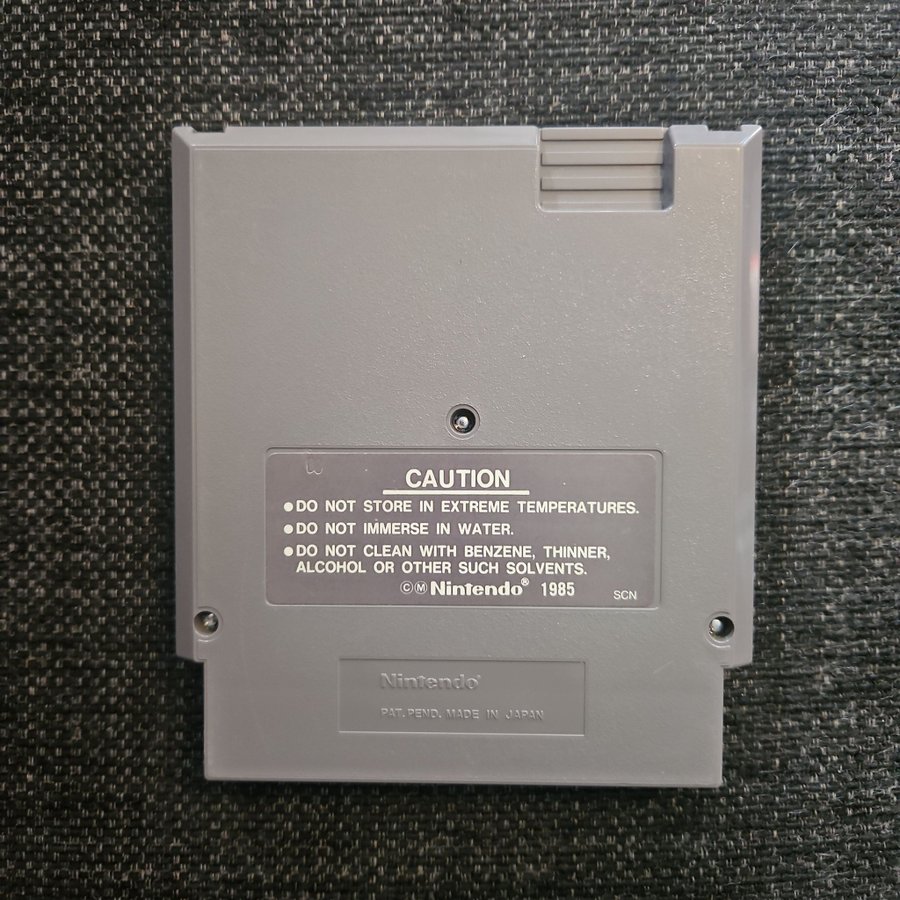 CAUTION
●DO NOT STORE IN EXTREME TEMPERATURES.
●DO NOT IMMERSE IN WATER.
●DO NOT CLEAN WITH BENZENE, THINNER,
ALCOHOL OR OTHER SUCH SOLVENTS.
ⒸⓂNintendo® 1985 SCN
Nintendo®
PAT. PEND. MADE IN JAPAN